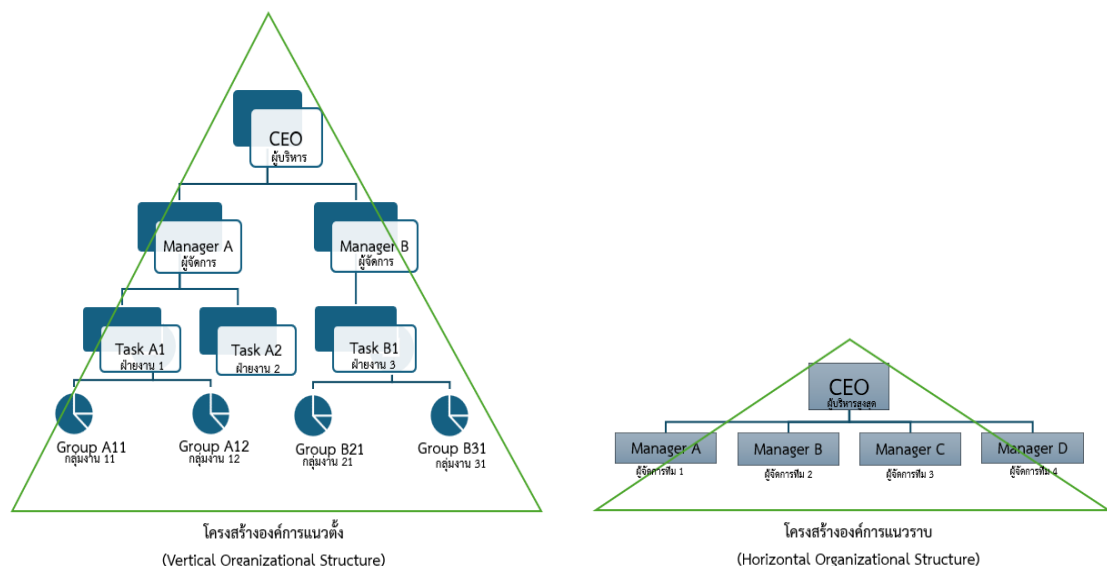 CEO
ผู้บริหาร
Manager A
ผู้จัดการ
Manager B
ผู้จัดการ
Task A1
ฝ่ายงาน 1
Task A2
ฝ่ายงาน 2
Task B1
ฝ่ายงาน 3
Group A11
กลุ่มงาน 11
Group A12
กลุ่มงาน 12
Group B21
กลุ่มงาน 21
Group B31
กลุ่มงาน 31
โครงสร้างองค์การแนวตั้ง
(Vertical Organizational Structure)
CEO
ผู้บริหารสูงสุด
Manager A
ผู้จัดการทีม 1
Manager B
ผู้จัดการทีม 2
Manager C
ผู้จัดการทีม 3
Manager D
ผู้จัดการทีม 4
โครงสร้างองค์การแนวราบ
(Horizontal Organizational Structure)